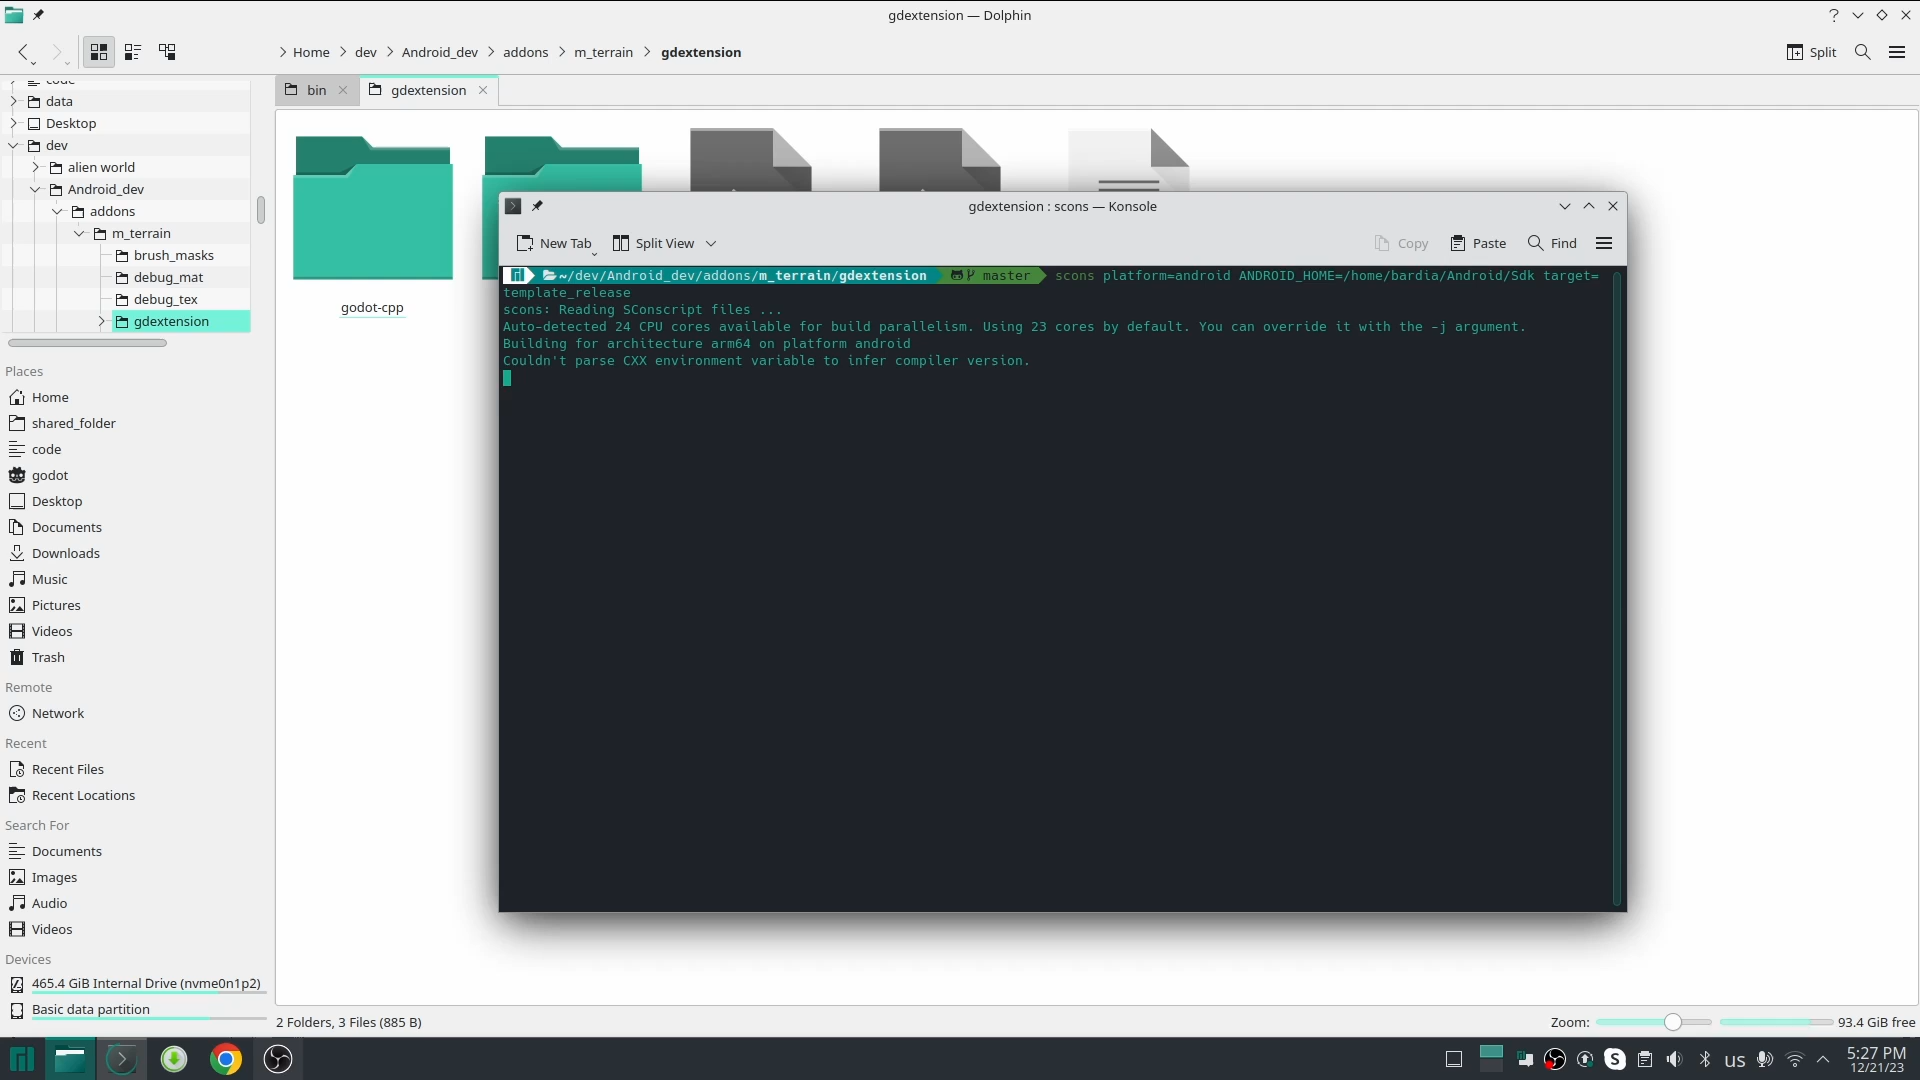 gdextension — Dolphin
Home dev Android_dev addons m_terrain gdextension
Split
bin
gdextension
code
data
Desktop
dev
alien world
Android_dev
addons
m_terrain
brush_masks
debug_mat
debug_tex
gdextension
Places
Home
shared_folder
code
godot
Desktop
Documents
Downloads
Music
Pictures
Videos
Trash
Remote
Network
Recent
Recent Files
Recent Locations
Search For
Documents
Images
Audio
Videos
Devices
465.4 GiB Internal Drive (nvme0n1p2)
Basic data partition
godot-cpp
gdextension : scons — Konsole
New Tab
Split View
Copy
Paste
Find
~/dev/Android_dev/addons/m_terrain/gdextension master scons platform=android ANDROID_HOME=/home/bardia/Android/Sdk target=
template_release
scons: Reading SConscript files ...
Auto-detected 24 CPU cores available for build parallelism. Using 23 cores by default. You can override it with the -j argument.
Building for architecture arm64 on platform android
Couldn't parse CXX environment variable to infer compiler version.
2 Folders, 3 Files (885 B)
Zoom:
93.4 GiB free
us
5:27 PM
12/21/23